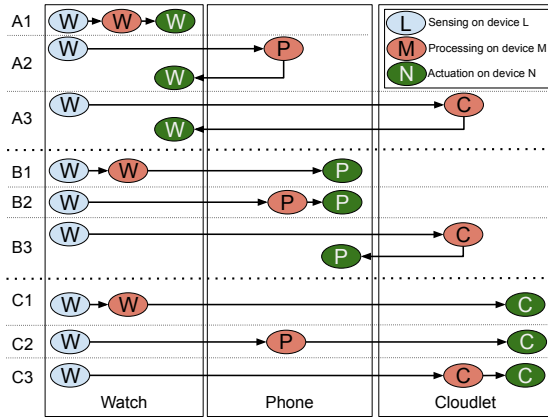 A1 W W W
L Sensing on device L
A2 W P
M Processing on device M
W
N Actuation on device N
A3 W C
W
B1 W W P
B2 W P P
B3 W C
P
C1 W W C
C2 W P C
C3 W C C
Watch Phone Cloudlet